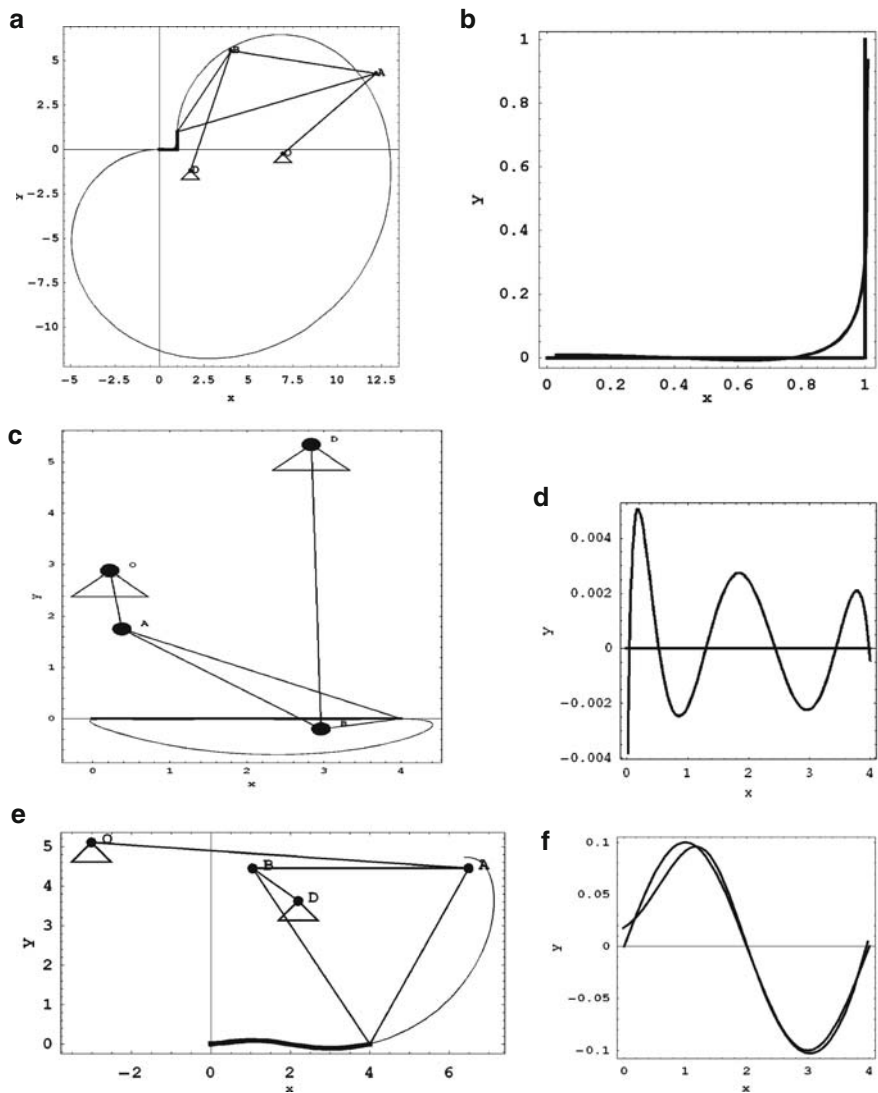 a
5
2.5
0
−2.5
−5
−7.5
−10
Y
B
A
D
O
−5 −2.5 0 2.5 5 7.5 10 12.5
x
b
1
0.8
0.6
0.4
0.2
0
y
0 0.2 0.4 0.6 0.8 1
x
c
5
4
3
2
1
0
Y
D
O
A
B
0 1 2 3 4
x
d
0.004
0.002
0
−0.002
−0.004
y
0 1 2 3 4
x
e
5
4
3
2
1
0
y
O
B
A
D
−2 0 2 4 6
x
f
0.1
0.05
0
−0.05
−0.1
y
0 1 2 3 4
x